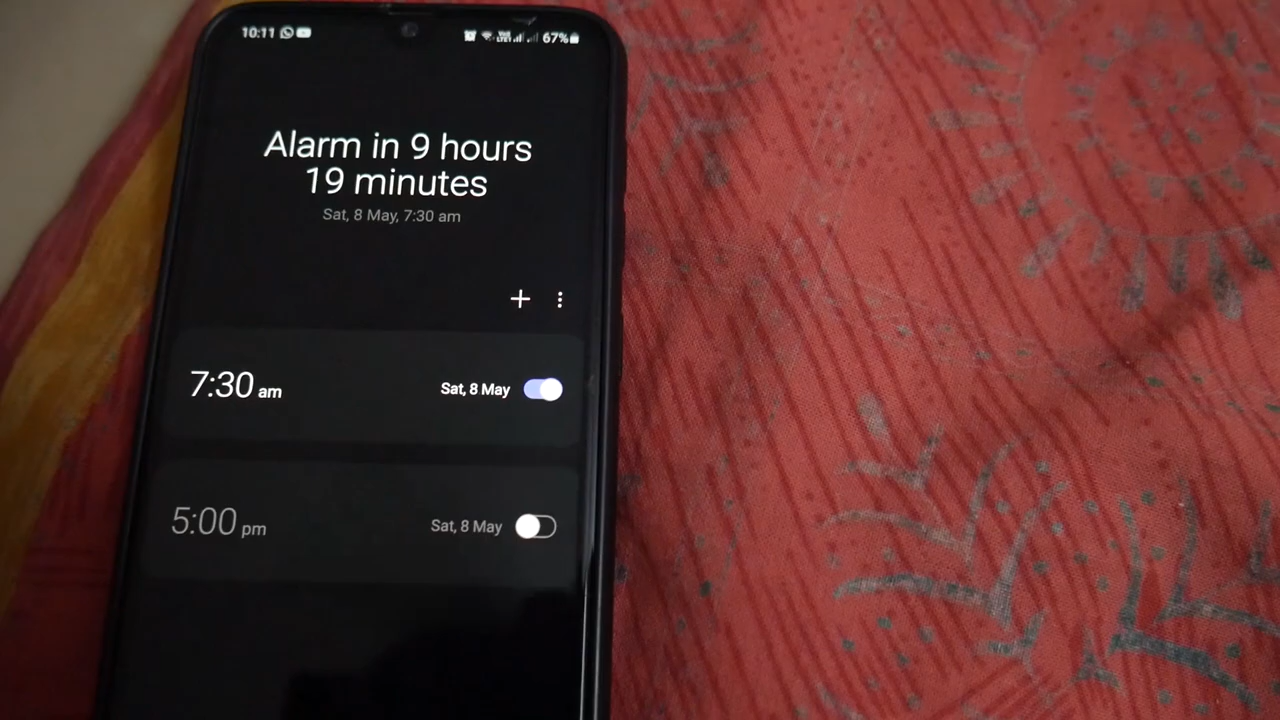 10:11
67%
Alarm in 9 hours
19 minutes
Sat, 8 May, 7:30 am
7:30 am
Sat, 8 May
5:00 pm
Sat, 8 May